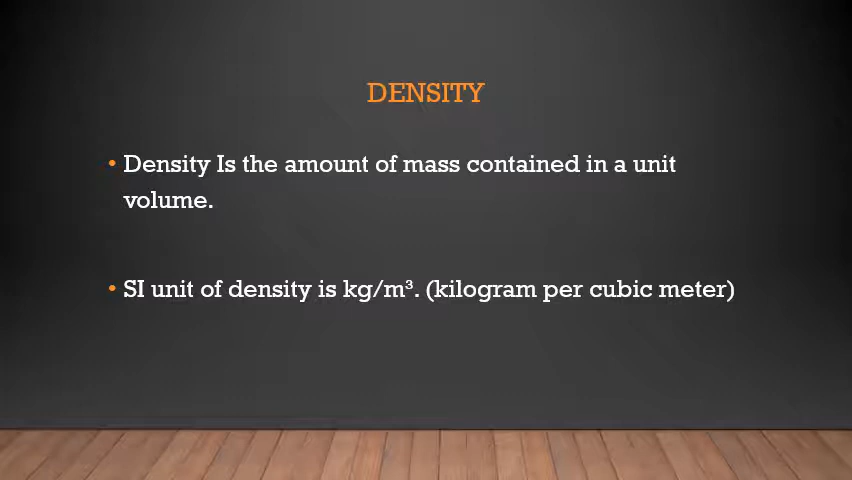 DENSITY
• Density Is the amount of mass contained in a unit
volume.
• SI unit of density is kg/m³. (kilogram per cubic meter)